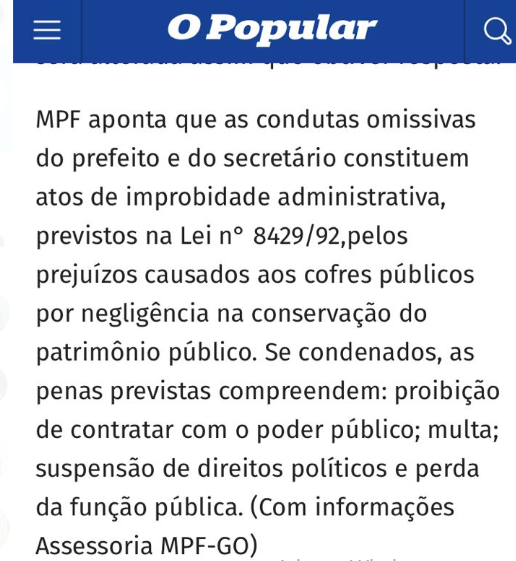 O Popular
MPF aponta que as condutas omissivas
do prefeito e do secretário constituem
atos de improbidade administrativa,
previstos na Lei n° 8429/92,pelos
prejuízos causados aos cofres públicos
por negligência na conservação do
patrimônio público. Se condenados, as
penas previstas compreendem: proibição
de contratar com o poder público; multa;
suspensão de direitos políticos e perda
da função pública. (Com informações
Assessoria MPF-GO)